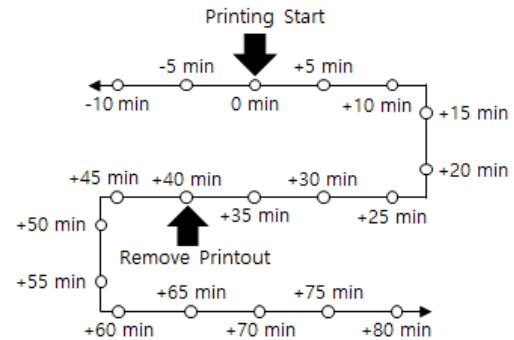 Printing Start
-5 min
+5 min
-10 min
0 min
+10 min
+15 min
+20 min
+45 min
+40 min
+30 min
+35 min
+25 min
+50 min
Remove Printout
+55 min
+65 min
+75 min
+60 min
+70 min
+80 min